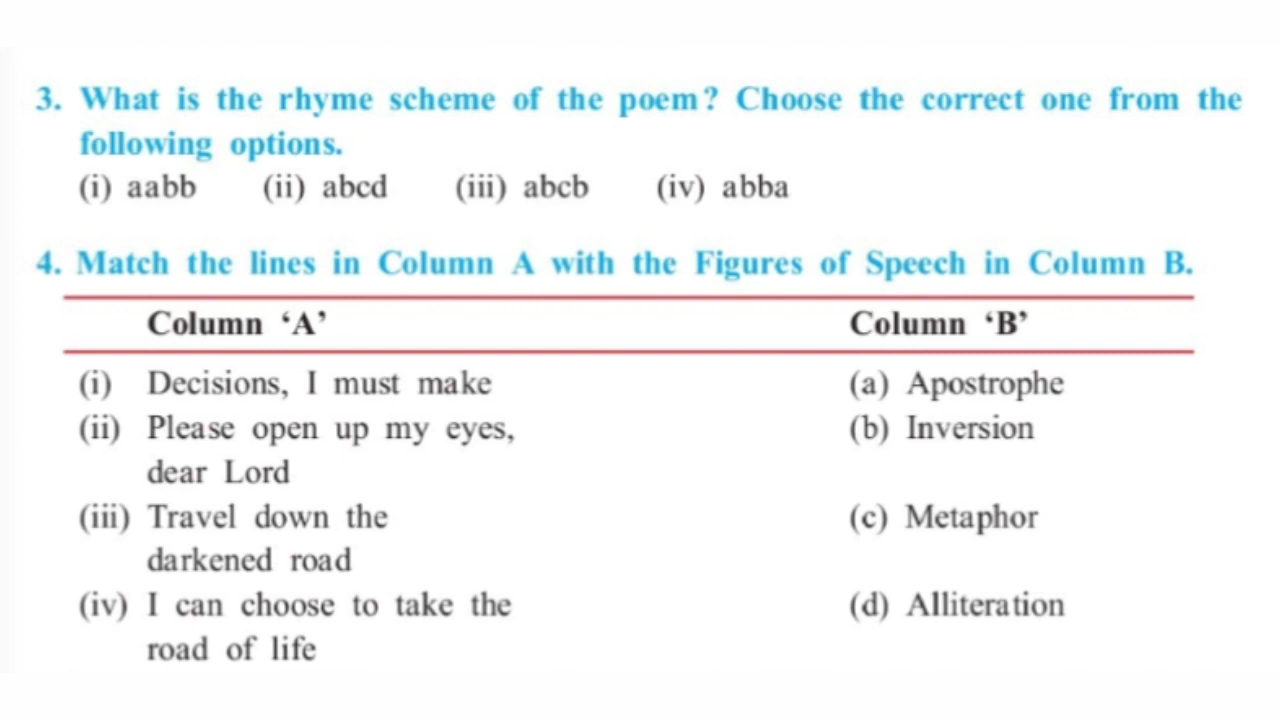 3. What is the rhyme scheme of the poem? Choose the correct one from the
following options.
(i) aabb (ii) abcd (iii) abcb (iv) abba
4. Match the lines in Column A with the Figures of Speech in Column B.
Column ‘A’ Column ‘B’
(i) Decisions, I must make (a) Apostrophe
(ii) Please open up my eyes, (b) Inversion
dear Lord
(iii) Travel down the (c) Metaphor
darkened road
(iv) I can choose to take the (d) Alliteration
road of life